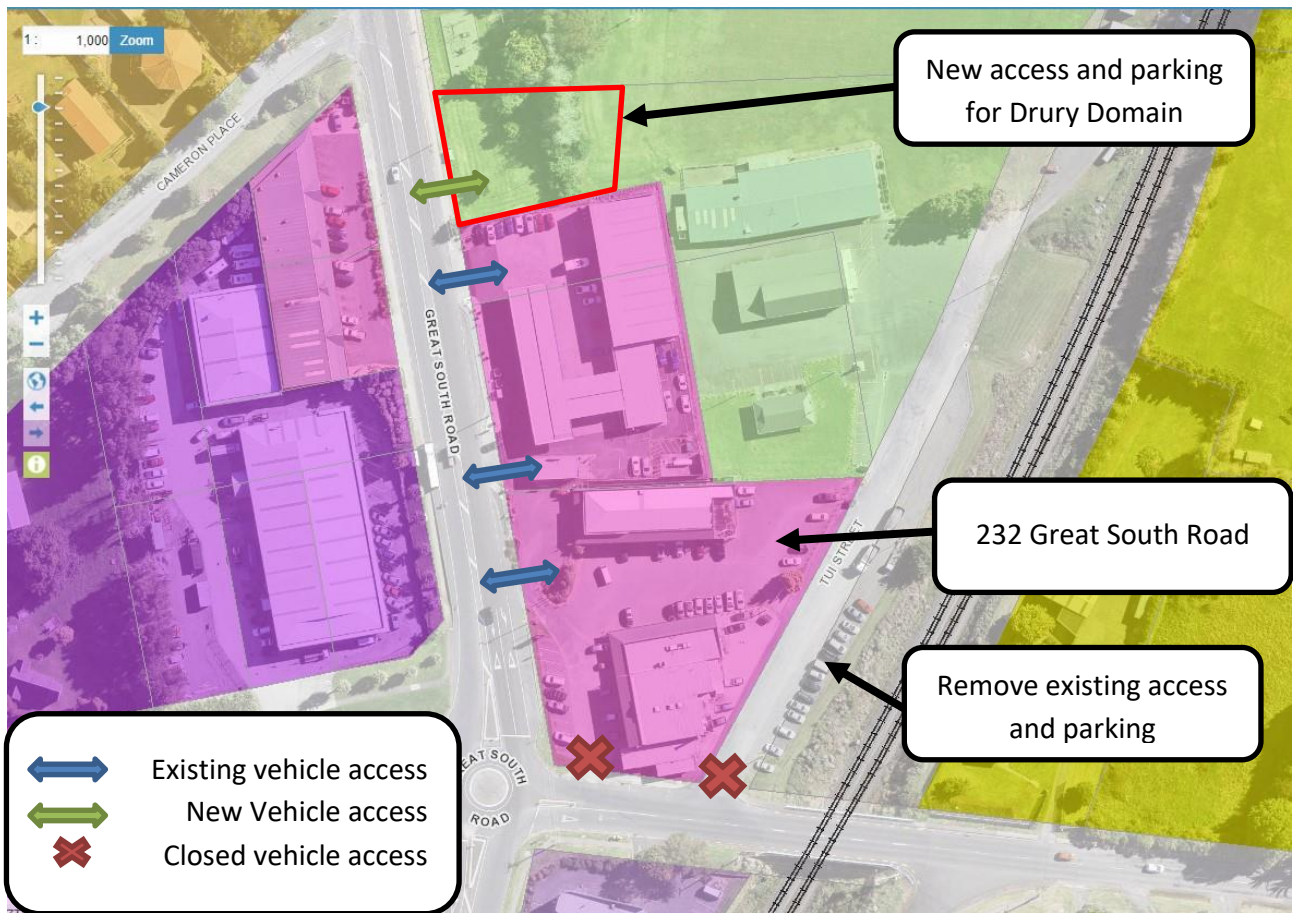 1 : 1,000 Zoom
New access and parking
for Drury Domain
CAMERON PLACE
GREAT SOUTH ROAD
232 Great South Road
TUI STREET
Remove existing access
and parking
Existing vehicle access
New Vehicle access
Closed vehicle access
EAT SOUTH
ROAD